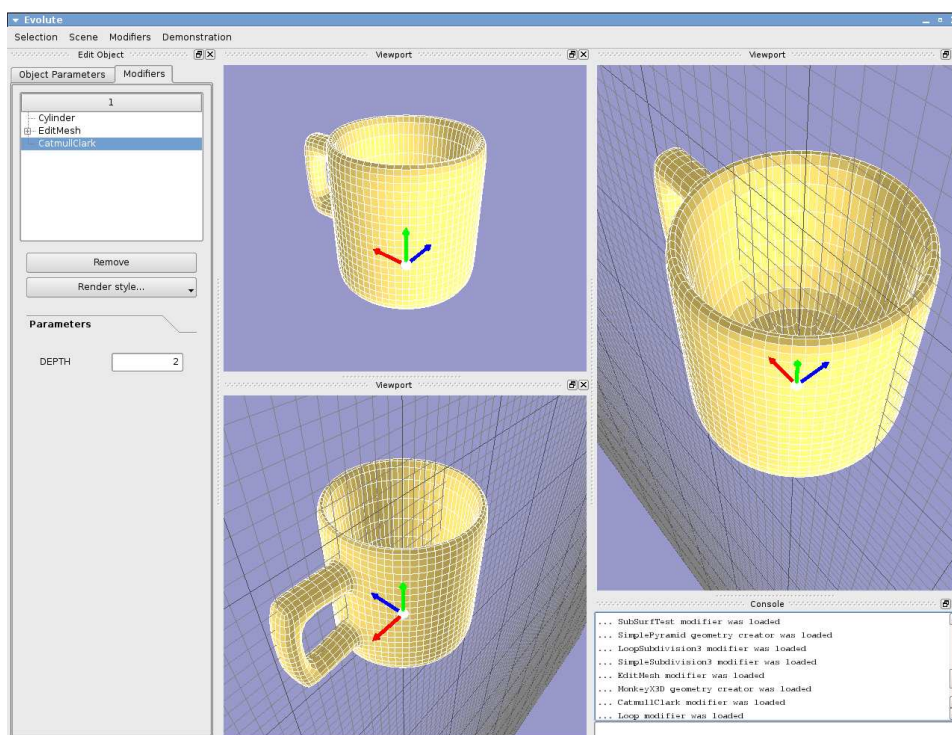 Evolute
Selection Scene Modifiers Demonstration
Edit Object
Object Parameters Modifiers
1
Cylinder
EditMesh
CatmullClark
Remove
Render style...
Parameters
DEPTH 2
Viewport
Viewport
Viewport
Console
... SubSurfTest modifier was loaded
... SimplePyramid geometry creator was loaded
... LoopSubdivision3 modifier was loaded
... SimpleSubdivision3 modifier was loaded
... EditMesh modifier was loaded
... MonkeyX3D geometry creator was loaded
... CatmullClark modifier was loaded
... Loop modifier was loaded